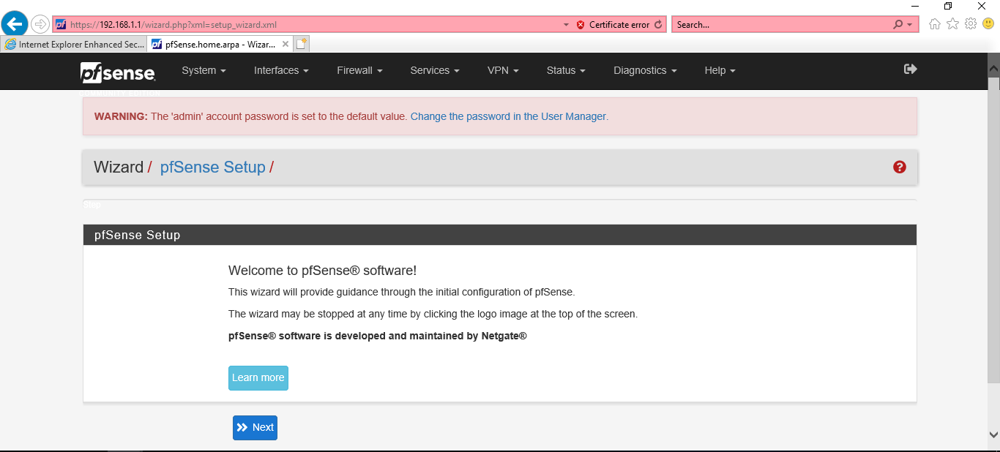 https://192.168.1.1/wizard.php?xml=setup_wizard.xml
Certificate error
Search...
Internet Explorer Enhanced Sec...
pfSense.home.arpa - Wizar...
pfsense
COMMUNITY EDITION
System
Interfaces
Firewall
Services
VPN
Status
Diagnostics
Help
WARNING: The 'admin' account password is set to the default value. Change the password in the User Manager.
Wizard / pfSense Setup /
Step
pfSense Setup
Welcome to pfSense® software!
This wizard will provide guidance through the initial configuration of pfSense.
The wizard may be stopped at any time by clicking the logo image at the top of the screen.
pfSense® software is developed and maintained by Netgate®
Learn more
Next